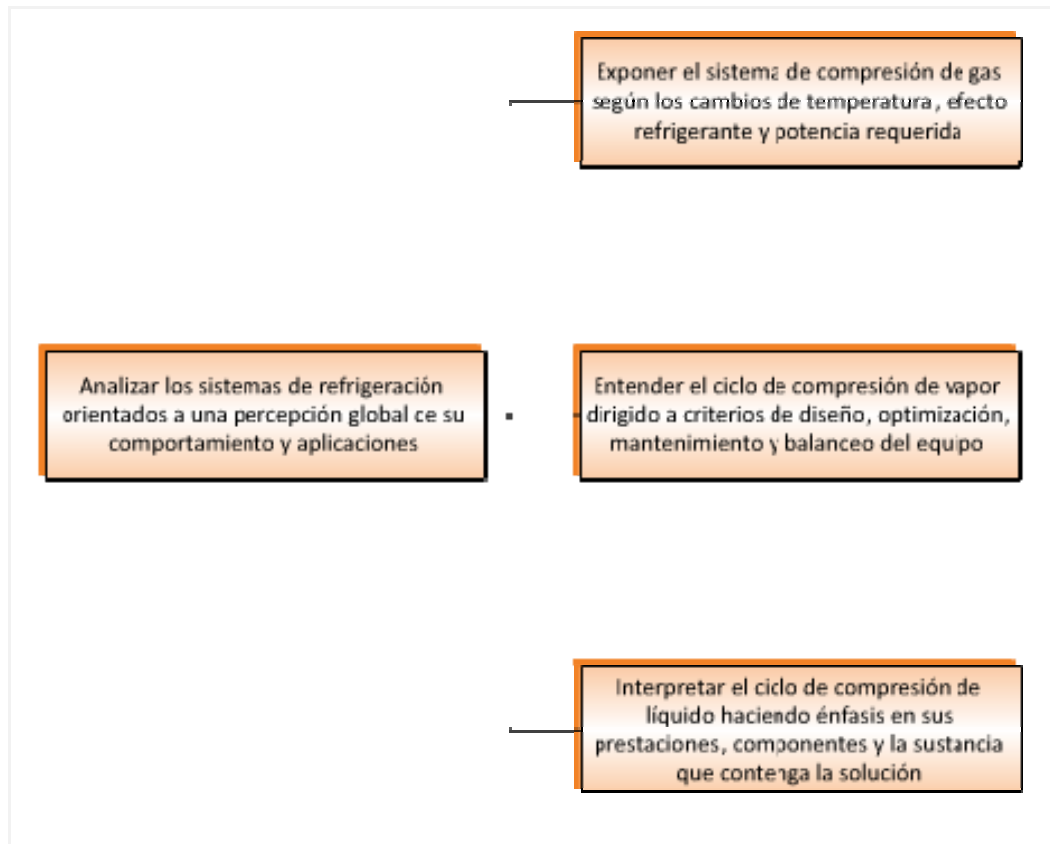 Exponer el sistema de compresión de gas
según los cambios de temperatura, efecto
refrigerante y potencia requerida
Analizar los sistemas de refrigeración
orientados a una percepción global de su
comportamiento y aplicaciones
Entender el ciclo de compresión de vapor
dirigido a criterios de diseño, optimización,
mantenimiento y balanceo del equipo
Interpretar el ciclo de compresión de
líquido haciendo énfasis en sus
prestaciones, componentes y la sustancia
que contenga la solución